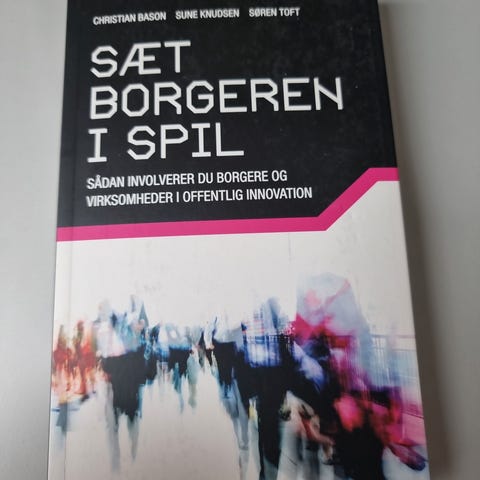 CHRISTIAN BASON SUNE KNUDSEN SØREN TOFT
SÆT
BORGEREN
I SPIL
SÅDAN INVOLVERER DU BORGERE OG
VIRKSOMHEDER I OFFENTLIG INNOVATION